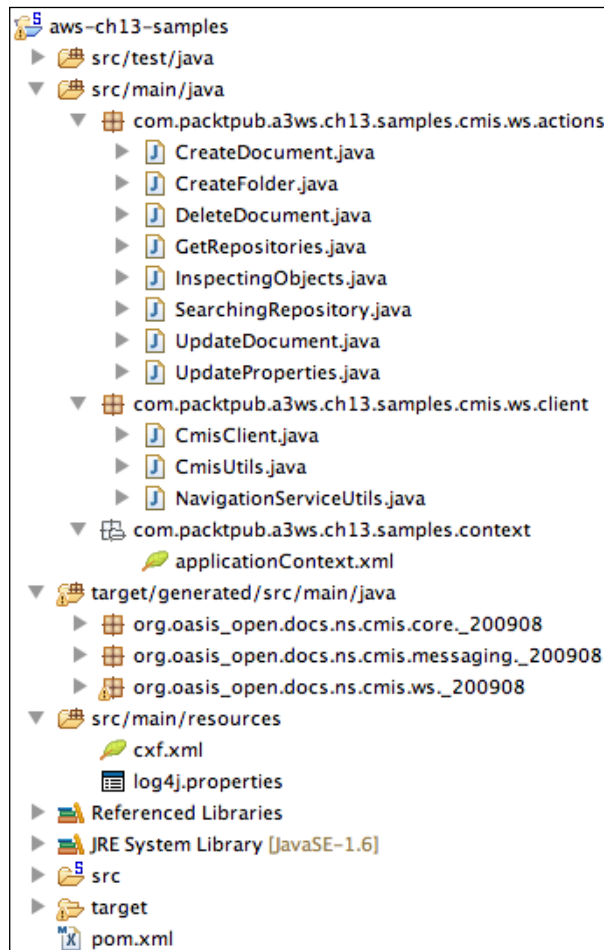 aws-ch13-samples
src/test/java
src/main/java
com.packtpub.a3ws.ch13.samples.cmis.ws.actions
CreateDocument.java
CreateFolder.java
DeleteDocument.java
GetRepositories.java
InspectingObjects.java
SearchingRepository.java
UpdateDocument.java
UpdateProperties.java
com.packtpub.a3ws.ch13.samples.cmis.ws.client
CmisClient.java
CmisUtils.java
NavigationServiceUtils.java
com.packtpub.a3ws.ch13.samples.context
applicationContext.xml
target/generated/src/main/java
org.oasis_open.docs.ns.cmis.core._200908
org.oasis_open.docs.ns.cmis.messaging._200908
org.oasis_open.docs.ns.cmis.ws._200908
src/main/resources
cxf.xml
log4j.properties
Referenced Libraries
JRE System Library [JavaSE-1.6]
src
target
pom.xml